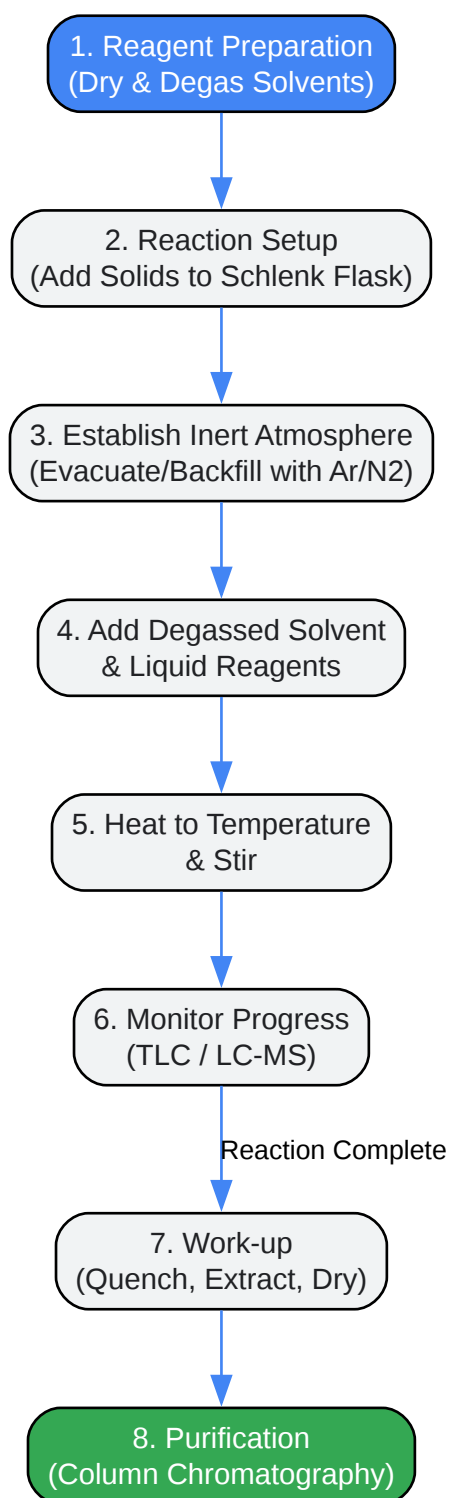 1. Reagent Preparation
(Dry & Degas Solvents)
2. Reaction Setup
(Add Solids to Schlenk Flask)
3. Establish Inert Atmosphere
(Evacuate/Backfill with Ar/N2)
4. Add Degassed Solvent
& Liquid Reagents
5. Heat to Temperature
& Stir
6. Monitor Progress
(TLC / LC-MS)
Reaction Complete
7. Work-up
(Quench, Extract, Dry)
8. Purification
(Column Chromatography)